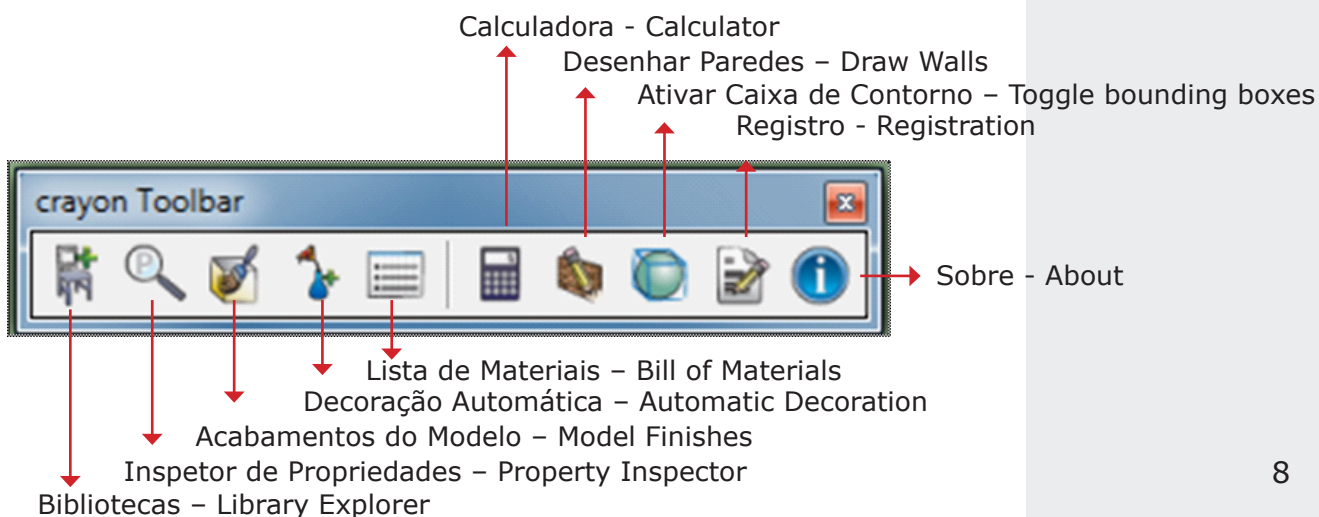 Calculadora - Calculator
Desenhar Paredes – Draw Walls
Ativar Caixa de Contorno – Toggle bounding boxes
Registro - Registration
crayon Toolbar
P
Sobre - About
Lista de Materiais – Bill of Materials
Decoração Automática – Automatic Decoration
Acabamentos do Modelo – Model Finishes
Inspetor de Propriedades – Property Inspector
8
Bibliotecas – Library Explorer